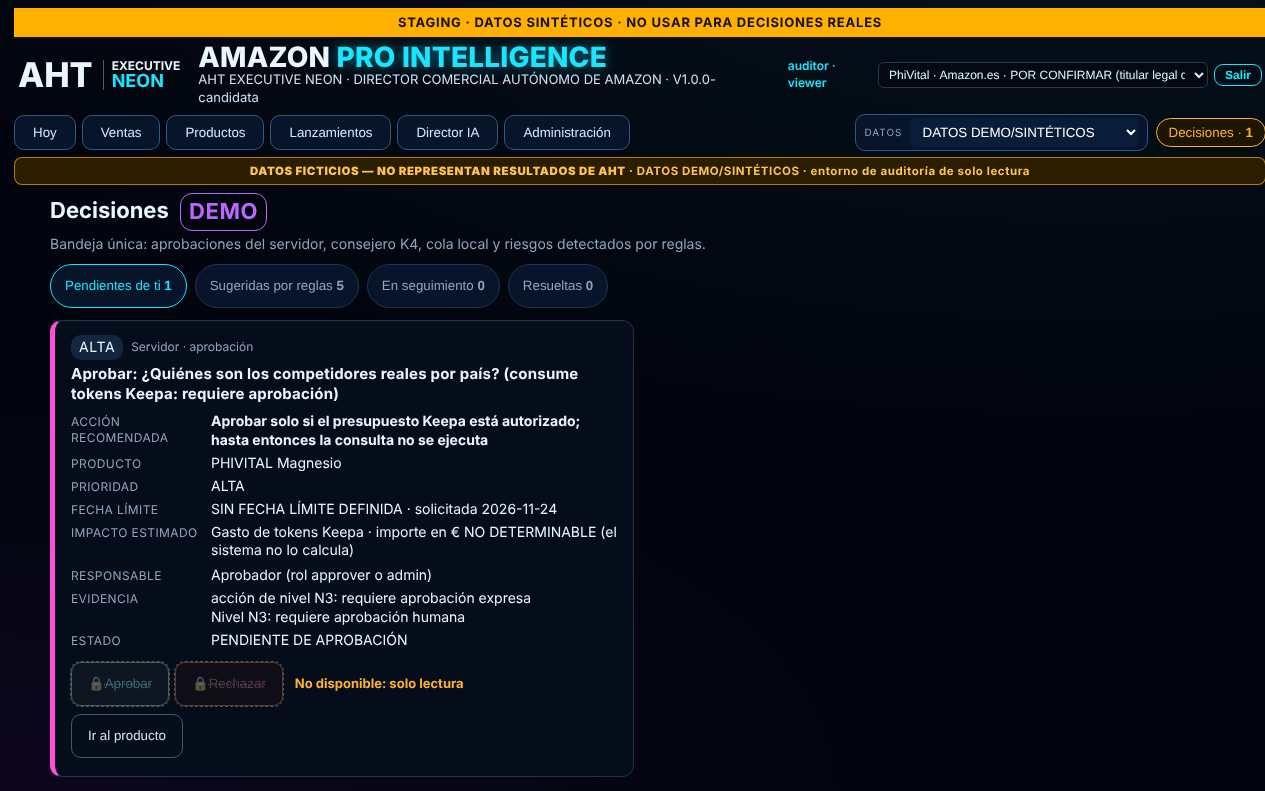 STAGING · DATOS SINTÉTICOS · NO USAR PARA DECISIONES REALES
AHT EXECUTIVE NEON
AMAZON PRO INTELLIGENCE
AHT EXECUTIVE NEON · DIRECTOR COMERCIAL AUTÓNOMO DE AMAZON · V1.0.0-
candidata
auditor ·
viewer
PhiVital · Amazon.es · POR CONFIRMAR (titular legal c
Salir
Hoy
Ventas
Productos
Lanzamientos
Director IA
Administración
DATOS DATOS DEMO/SINTÉTICOS
Decisiones · 1
DATOS FICTICIOS — NO REPRESENTAN RESULTADOS DE AHT · DATOS DEMO/SINTÉTICOS · entorno de auditoría de solo lectura
Decisiones DEMO
Bandeja única: aprobaciones del servidor, consejero K4, cola local y riesgos detectados por reglas.
Pendientes de ti 1
Sugeridas por reglas 5
En seguimiento 0
Resueltas 0
ALTA Servidor · aprobación
Aprobar: ¿Quiénes son los competidores reales por país? (consume
tokens Keepa: requiere aprobación)
ACCIÓN
RECOMENDADA
Aprobar solo si el presupuesto Keepa está autorizado;
hasta entonces la consulta no se ejecuta
PRODUCTO PHIVITAL Magnesio
PRIORIDAD ALTA
FECHA LÍMITE SIN FECHA LÍMITE DEFINIDA · solicitada 2026-11-24
IMPACTO ESTIMADO Gasto de tokens Keepa · importe en € NO DETERMINABLE (el
sistema no lo calcula)
RESPONSABLE Aprobador (rol approver o admin)
EVIDENCIA acción de nivel N3: requiere aprobación expresa
Nivel N3: requiere aprobación humana
ESTADO PENDIENTE DE APROBACIÓN
Aprobar
Rechazar
No disponible: solo lectura
Ir al producto